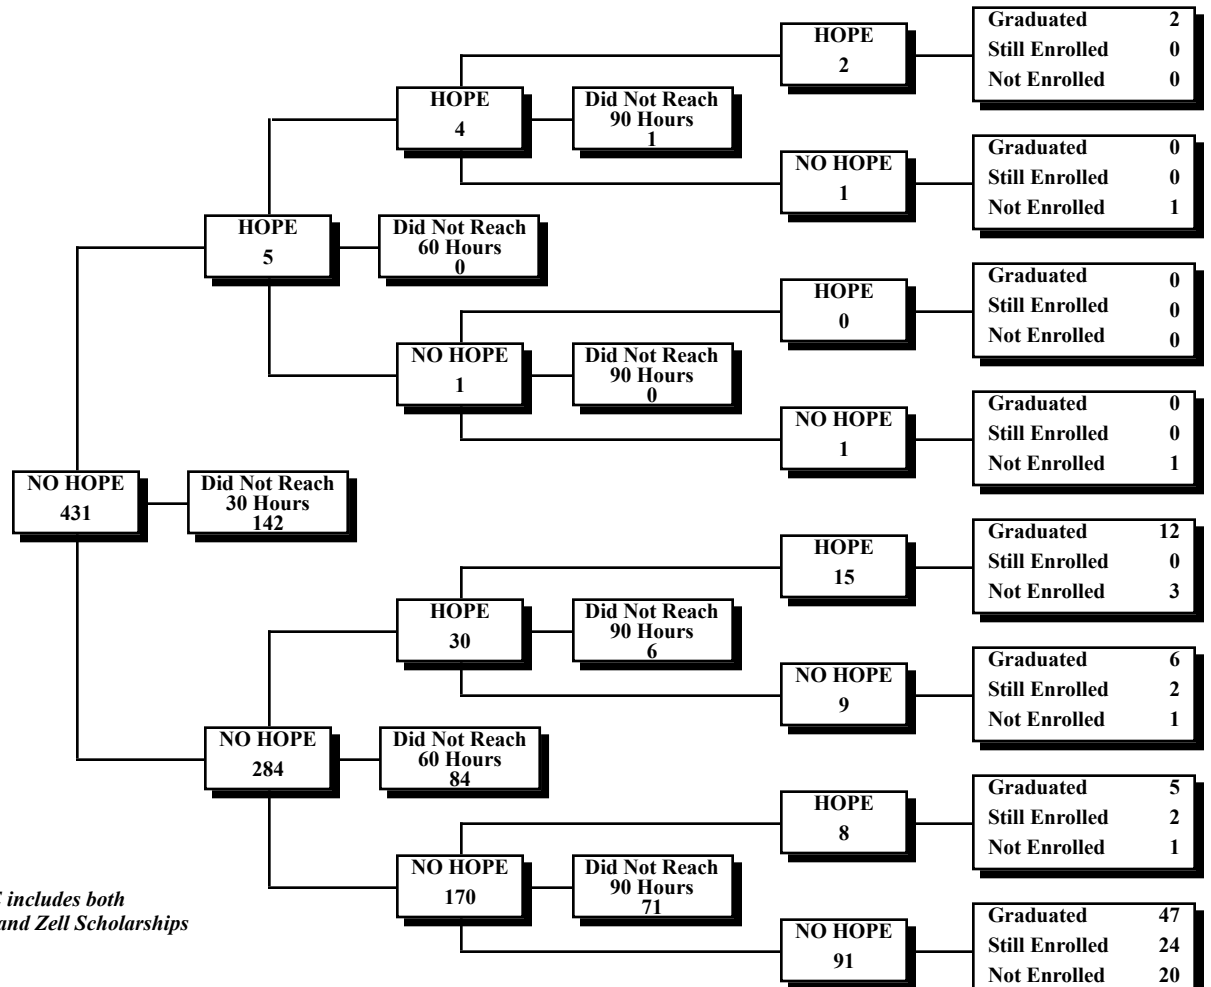 HOPE
2
Graduated 2
Still Enrolled 0
Not Enrolled 0
HOPE
4
Did Not Reach
90 Hours
1
NO HOPE
1
Graduated 0
Still Enrolled 0
Not Enrolled 1
HOPE
5
Did Not Reach
60 Hours
0
HOPE
0
Graduated 0
Still Enrolled 0
Not Enrolled 0
NO HOPE
1
Did Not Reach
90 Hours
0
NO HOPE
1
Graduated 0
Still Enrolled 0
Not Enrolled 1
NO HOPE
431
Did Not Reach
30 Hours
142
HOPE
15
Graduated 12
Still Enrolled 0
Not Enrolled 3
HOPE
30
Did Not Reach
90 Hours
6
NO HOPE
9
Graduated 6
Still Enrolled 2
Not Enrolled 1
NO HOPE
284
Did Not Reach
60 Hours
84
HOPE
8
Graduated 5
Still Enrolled 2
Not Enrolled 1
NO HOPE
170
Did Not Reach
90 Hours
71
NO HOPE
91
Graduated 47
Still Enrolled 24
Not Enrolled 20
includes both
and Zell Scholarships